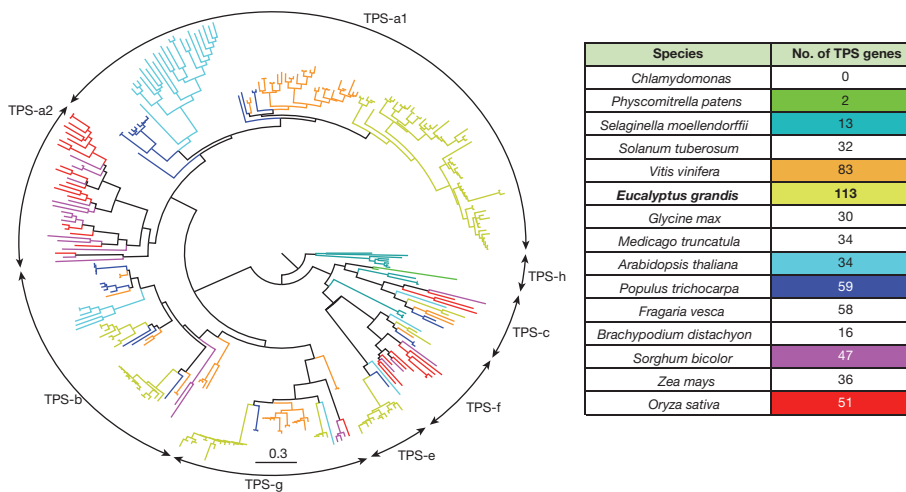 TPS-a1
TPS-a2
TPS-h
TPS-c
TPS-b
TPS-f
TPS-e
0.3
TPS-g
Species No. of TPS genes
Chlamydomonas 0
Physcomitrella patens 2
Selaginella moellendorffii 13
Solanum tuberosum 32
Vitis vinifera 83
Eucalyptus grandis 113
Glycine max 30
Medicago truncatula 34
Arabidopsis thaliana 34
Populus trichocarpa 59
Fragaria vesca 58
Brachypodium distachyon 16
Sorghum bicolor 47
Zea mays 36
Oryza sativa 51